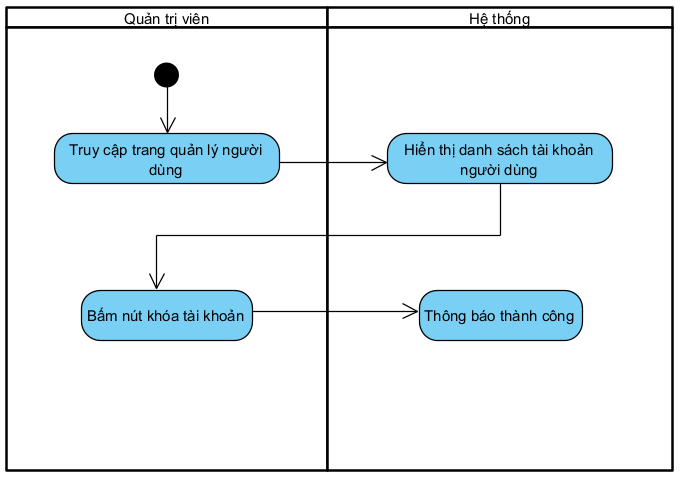 Quản trị viên
Hệ thống
Truy cập trang quản lý người
dùng
Hiển thị danh sách tài khoản
người dùng
Bấm nút khóa tài khoản
Thông báo thành công